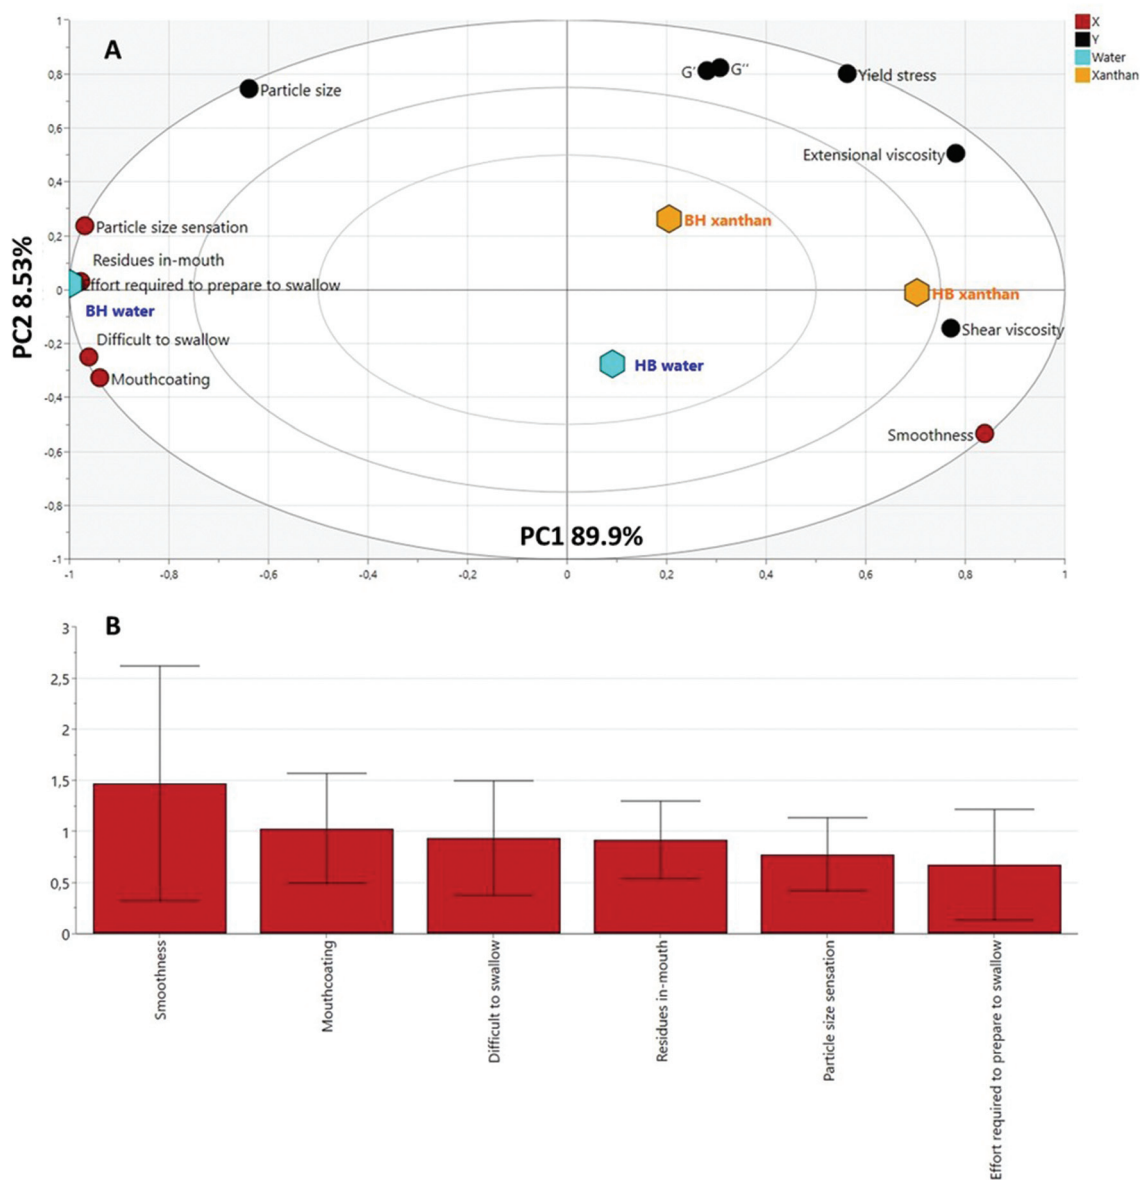 A
X
Y
Water
Xanthan
PC2 8.53%
1
0,8
0,6
0,4
0,2
0
-0,2
-0,4
-0,6
-0,8
-1
G´
G´´
Yield stress
Particle size
Extensional viscosity
BH xanthan
Particle size sensation
Residues in-mouth
Effort required to prepare to swallow
HB xanthan
BH water
Shear viscosity
Difficult to swallow
HB water
Mouthcoating
Smoothness
PC1 89.9%
-1
-0,8
-0,6
-0,4
-0,2
0
0,2
0,4
0,6
0,8
1
B
3
2,5
2
1,5
1
0,5
0
Smoothness
Mouthcoating
Difficult to swallow
Residues in-mouth
Particle size sensation
Effort required to prepare to swallow